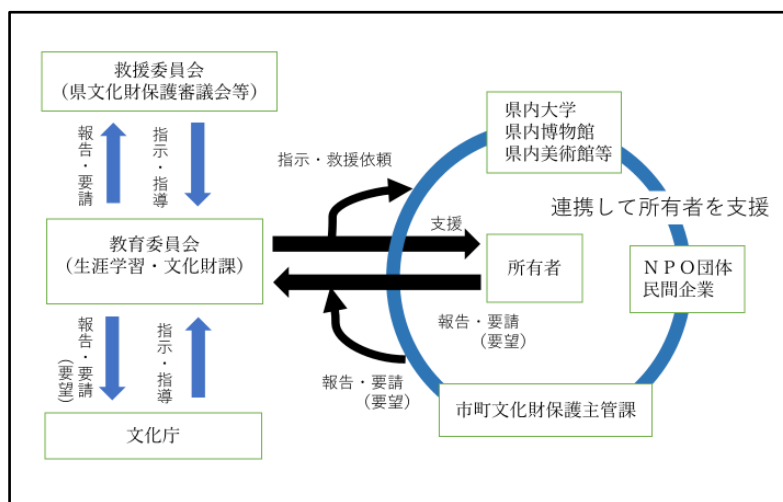 救援委員会
（県文化財保護審議会等）
報告・要請
指示・指導
教育委員会
（生涯学習・文化財課）
報告・要請
（要望）
指示・指導
文化庁
指示・救援依頼
支援
所有者
報告・要請
（要望）
報告・要請
（要望）
県内大学
県内博物館
県内美術館等
連携して所有者を支援
ＮＰＯ団体
民間企業
市町文化財保護主管課